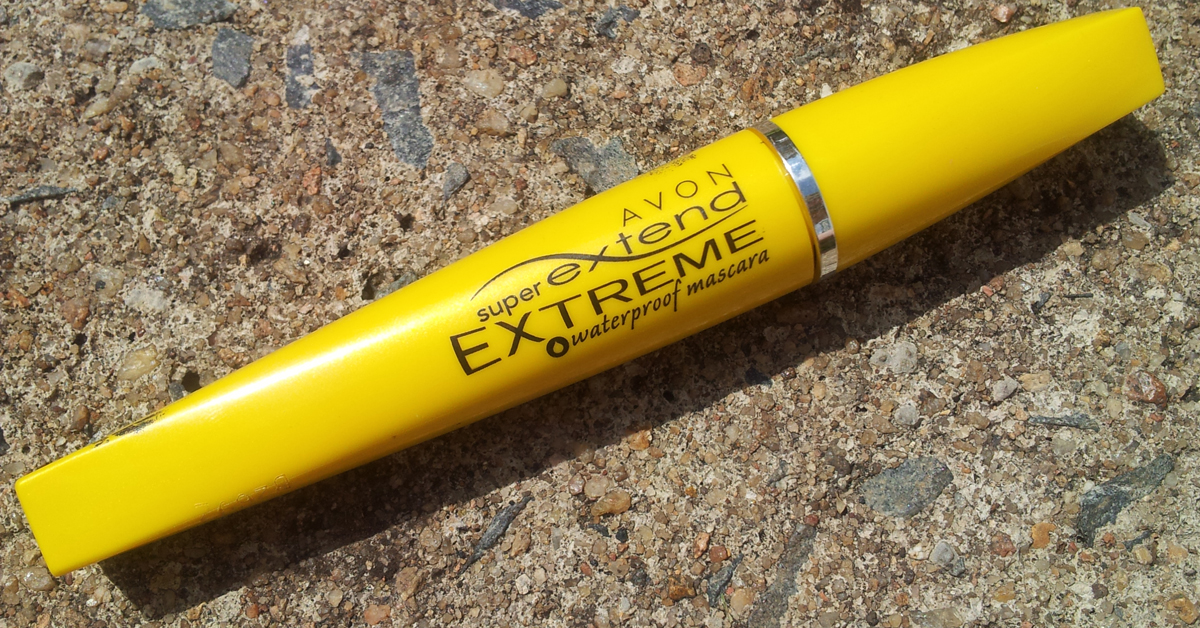 AVON
super extend
EXTREME
waterproof mascara